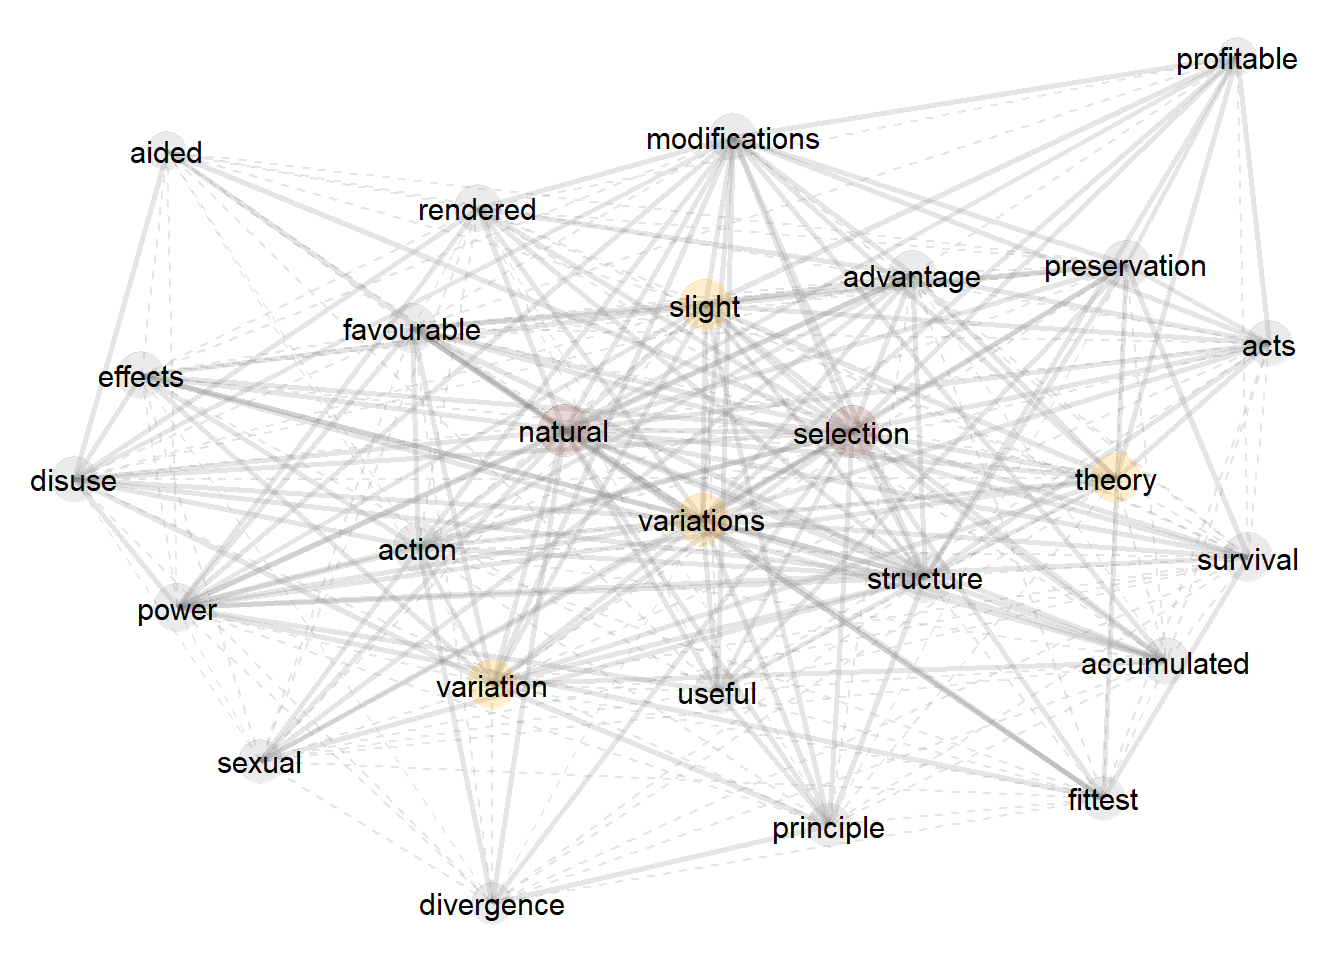 profitable
modifications
aided
rendered
preservation
advantage
slight
favourable
acts
effects
natural
selection
disuse
theory
variations
action
survival
structure
power
accumulated
variation
useful
sexual
fittest
principle
divergence